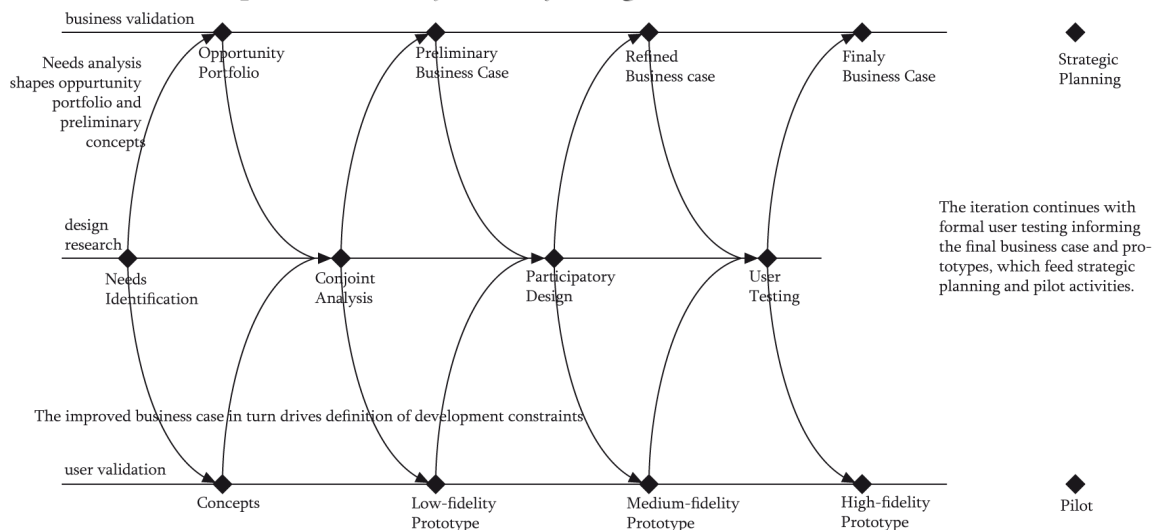 business validation
Opportunity
Portfolio
Preliminary
Business Case
Refined
Business case
Finaly
Business Case
Strategic
Planning
Needs analysis
shapes oppurtunity
portfolio and
preliminary
concepts
design
research
Needs
Identification
Conjoint
Analysis
Participatory
Design
User
Testing
The iteration continues with
formal user testing informing
the final business case and pro-
totypes, which feed strategic
planning and pilot activities.
The improved business case in turn drives definition of development constraints
user validation
Concepts
Low-fidelity
Prototype
Medium-fidelity
Prototype
High-fidelity
Prototype
Pilot